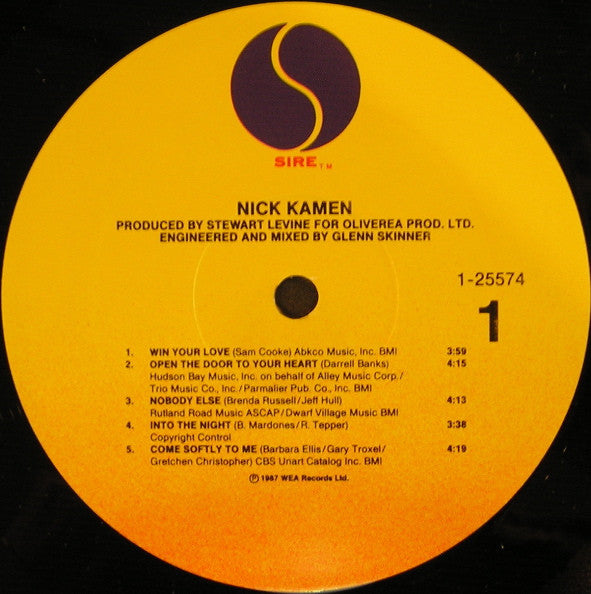 SIRE TM
NICK KAMEN
PRODUCED BY STEWART LEVINE FOR OLIVEREA PROD. LTD.
ENGINEERED AND MIXED BY GLENN SKINNER
1-25574
1
1. WIN YOUR LOVE (Sam Cooke) Abkco Music, Inc. BMI 3:59
2. OPEN THE DOOR TO YOUR HEART (Darrell Banks) 4:15
Hudson Bay Music, Inc. on behalf of Alley Music Corp./
Trio Music Co., Inc./Parmalier Pub. Co., Inc. BMI
3. NOBODY ELSE (Brenda Russell/Jeff Hull) 4:13
Rutland Road Music ASCAP/Dwarf Village Music BMI
4. INTO THE NIGHT (B. Mardones/R. Tepper) 3:38
Copyright Control
5. COME SOFTLY TO ME (Barbara Ellis/Gary Troxel/ 4:19
Gretchen Christopher) CBS Unart Catalog Inc. BMI
℗ 1987 WEA Records Ltd.